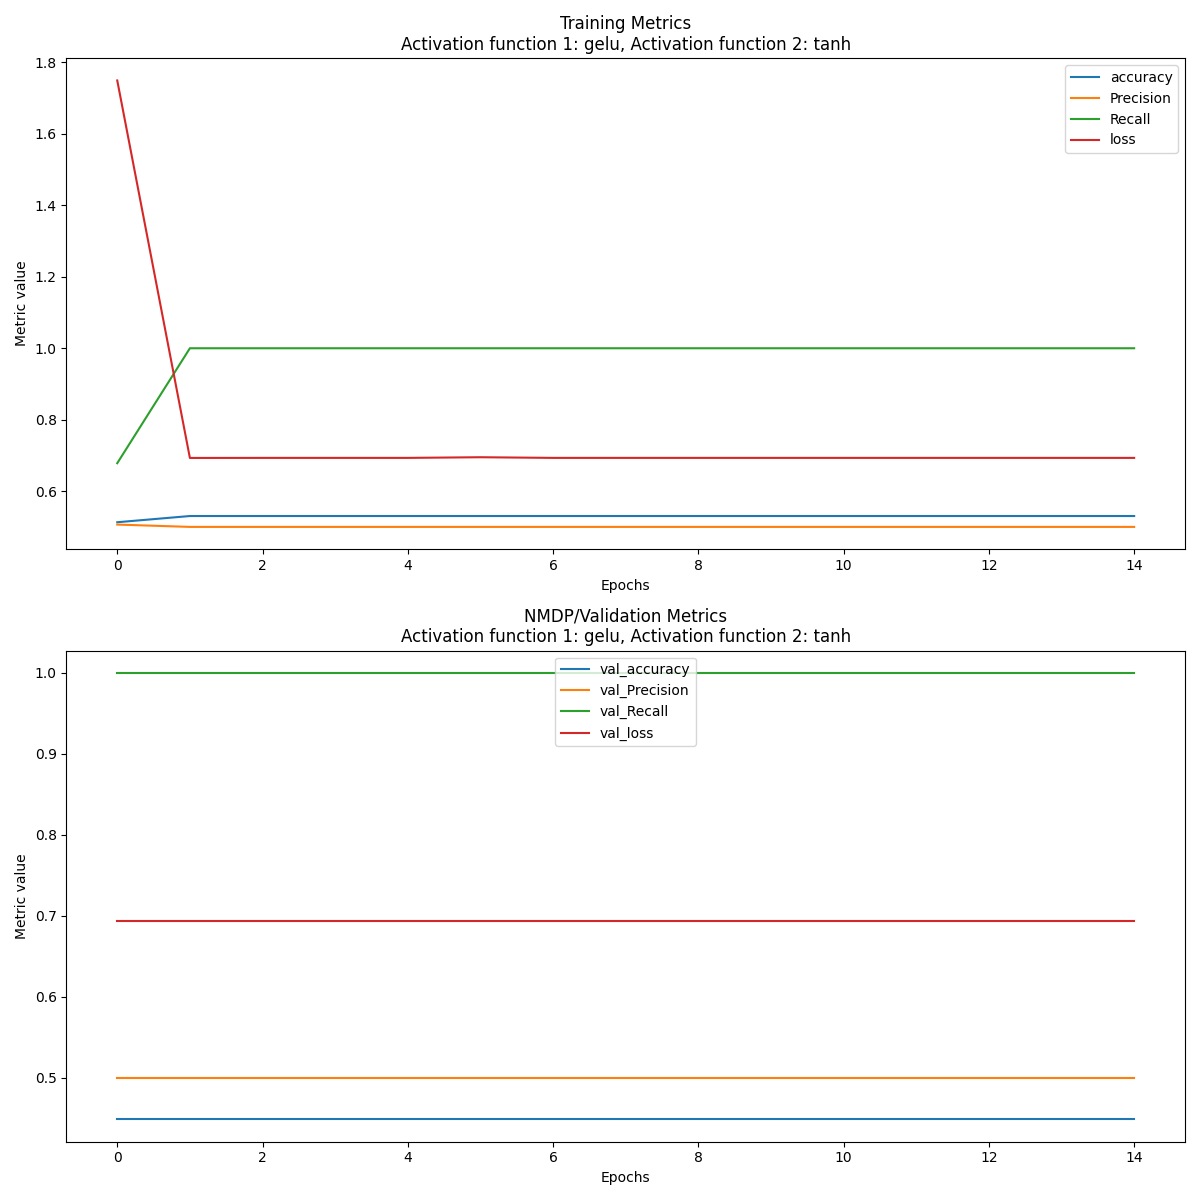 Training Metrics
Activation function 1: gelu, Activation function 2: tanh
1.8
1.6
1.4
1.2
1.0
0.8
0.6
Metric value
accuracy
Precision
Recall
loss
0 2 4 6 8 10 12 14
Epochs
NMDP/Validation Metrics
Activation function 1: gelu, Activation function 2: tanh
1.0
0.9
0.8
0.7
0.6
0.5
Metric value
val_accuracy
val_Precision
val_Recall
val_loss
0 2 4 6 8 10 12 14
Epochs